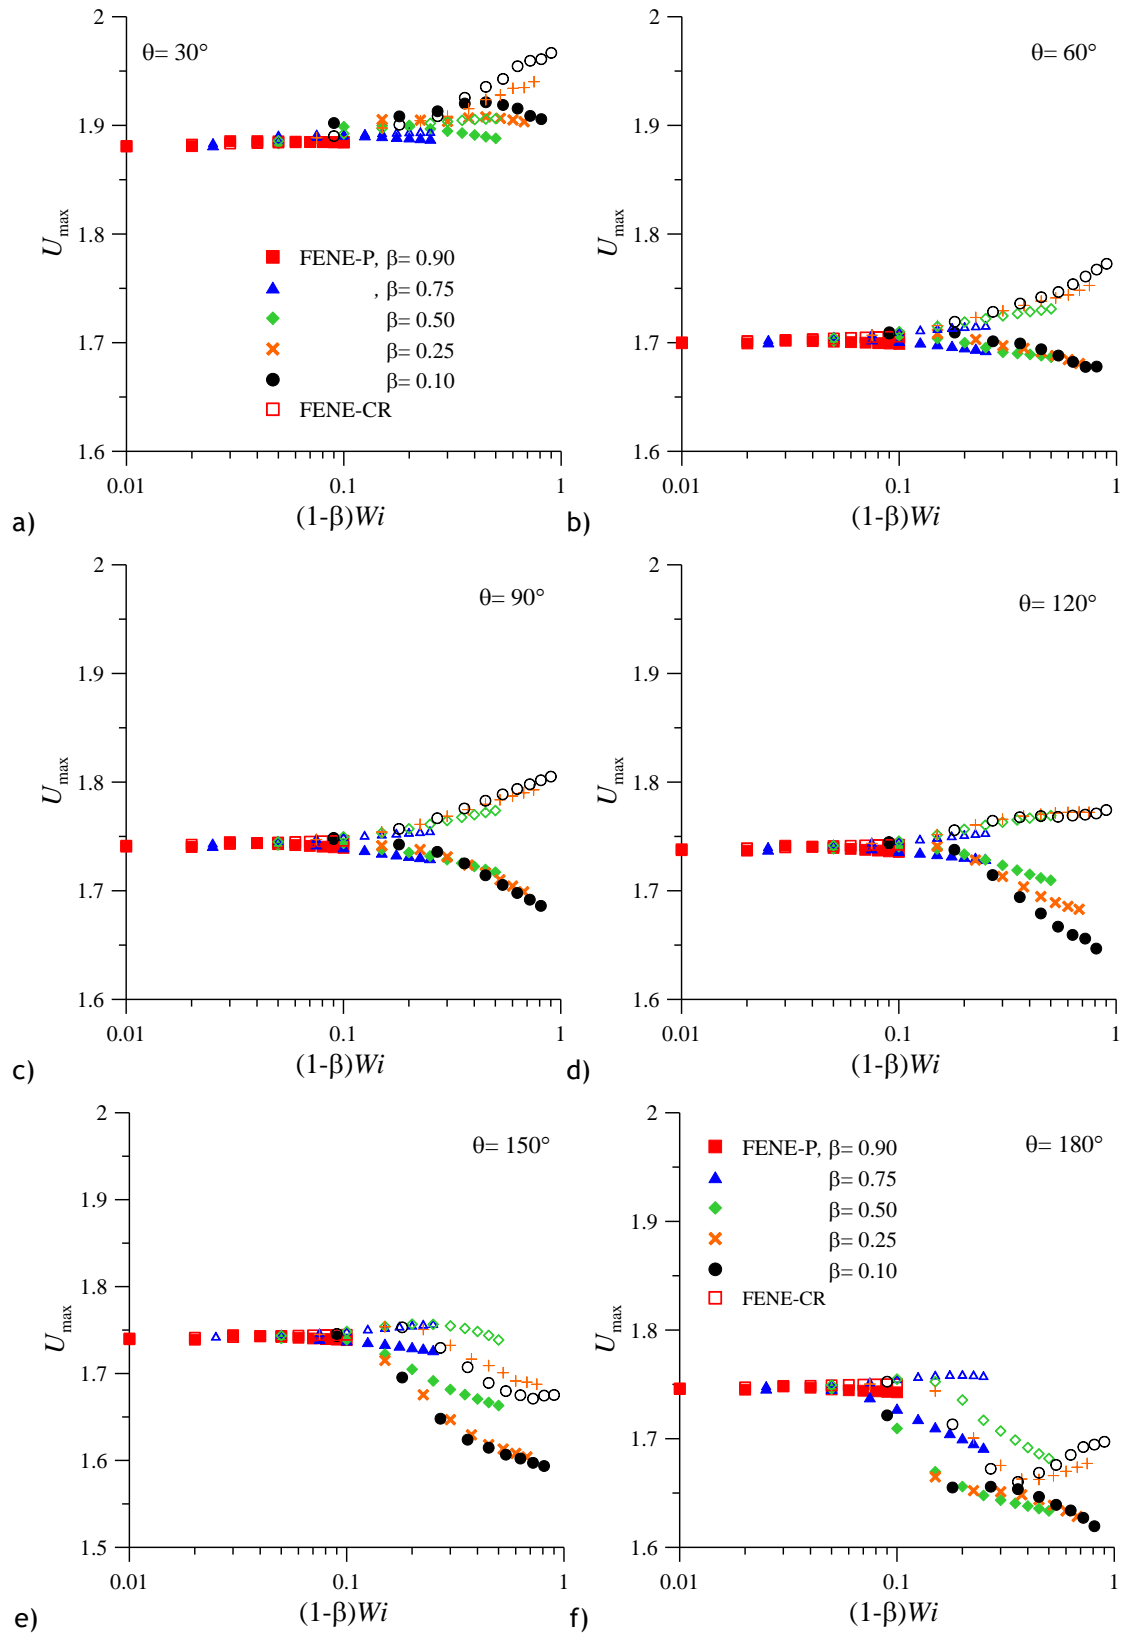 2
θ= 30°
1.9
U_max
1.8
FENE-P, β= 0.90
, β= 0.75
β= 0.50
1.7
β= 0.25
β= 0.10
FENE-CR
1.6
0.01 0.1 1
a) (1-β)Wi
2
θ= 60°
1.9
U_max
1.8
1.7
1.6
0.01 0.1 1
b) (1-β)Wi
2
θ= 90°
1.9
U_max
1.8
1.7
1.6
0.01 0.1 1
c) (1-β)Wi
2
θ= 120°
1.9
U_max
1.8
1.7
1.6
0.01 0.1 1
d) (1-β)Wi
2
θ= 150°
1.9
1.8
U_max
1.7
1.6
1.5
0.01 0.1 1
e) (1-β)Wi
2
FENE-P, β= 0.90
θ= 180°
β= 0.75
1.9
β= 0.50
β= 0.25
β= 0.10
FENE-CR
U_max
1.8
1.7
1.6
0.01 0.1 1
f) (1-β)Wi